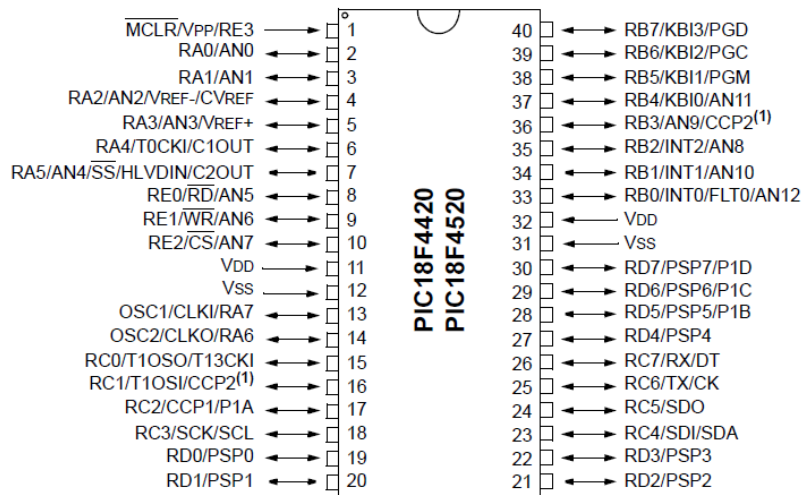 MCLR/VPP/RE3 1
RA0/AN0 2
RA1/AN1 3
RA2/AN2/VREF-/CVREF 4
RA3/AN3/VREF+ 5
RA4/T0CKI/C1OUT 6
RA5/AN4/SS/HLVDIN/C2OUT 7
RE0/RD/AN5 8
RE1/WR/AN6 9
RE2/CS/AN7 10
VDD 11
VSS 12
OSC1/CLKI/RA7 13
OSC2/CLKO/RA6 14
RC0/T1OSO/T13CKI 15
RC1/T1OSI/CCP2(1) 16
RC2/CCP1/P1A 17
RC3/SCK/SCL 18
RD0/PSP0 19
RD1/PSP1 20
PIC18F4420
PIC18F4520
40 RB7/KBI3/PGD
39 RB6/KBI2/PGC
38 RB5/KBI1/PGM
37 RB4/KBI0/AN11
36 RB3/AN9/CCP2(1)
35 RB2/INT2/AN8
34 RB1/INT1/AN10
33 RB0/INT0/FLT0/AN12
32 VDD
31 VSS
30 RD7/PSP7/P1D
29 RD6/PSP6/P1C
28 RD5/PSP5/P1B
27 RD4/PSP4
26 RC7/RX/DT
25 RC6/TX/CK
24 RC5/SDO
23 RC4/SDI/SDA
22 RD3/PSP3
21 RD2/PSP2